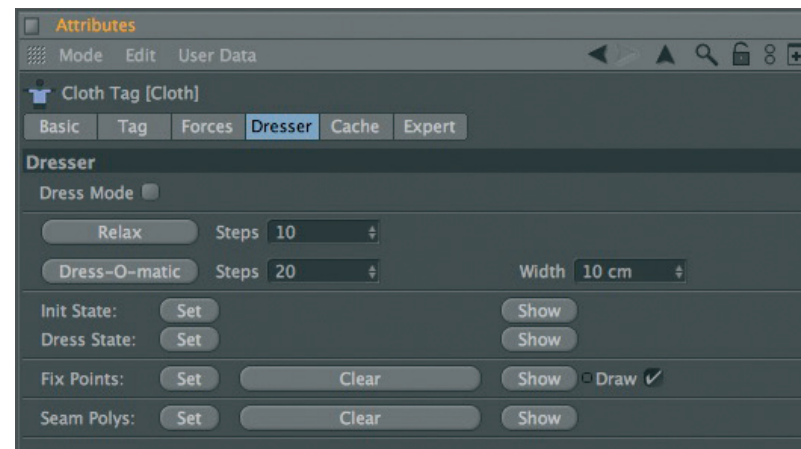 Attributes
Mode Edit User Data
Cloth Tag [Cloth]
Basic Tag Forces Dresser Cache Expert
Dresser
Dress Mode
Relax Steps 10
Dress-O-matic Steps 20 Width 10 cm
Init State: Set Show
Dress State: Set Show
Fix Points: Set Clear Show Draw
Seam Polys: Set Clear Show